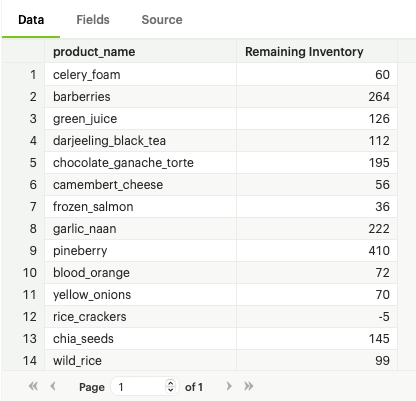 Data Fields Source
product_name Remaining Inventory
1 celery_foam 60
2 barberries 264
3 green_juice 126
4 darjeeling_black_tea 112
5 chocolate_ganache_torte 195
6 camembert_cheese 56
7 frozen_salmon 36
8 garlic_naan 222
9 pineberry 410
10 blood_orange 72
11 yellow_onions 70
12 rice_crackers -5
13 chia_seeds 145
14 wild_rice 99
Page 1 of 1